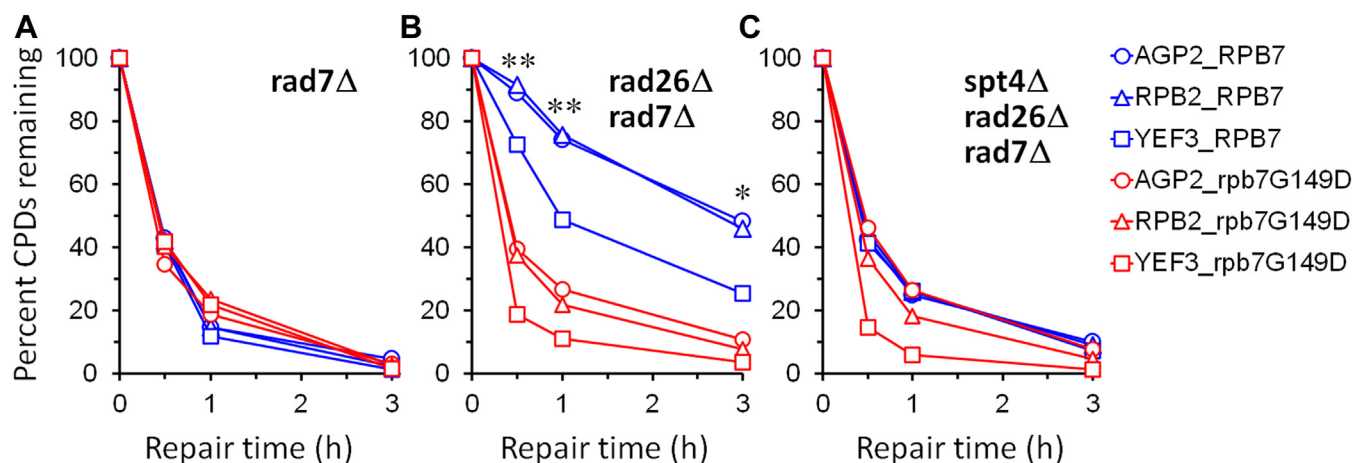 A
B
C
Percent CPDs remaining
100
80
60
40
20
0
0
1
2
3
Repair time (h)
rad7Δ
100
80
60
40
20
0
0
1
2
3
Repair time (h)
**
**
*
rad26Δ
rad7Δ
100
80
60
40
20
0
0
1
2
3
Repair time (h)
spt4Δ
rad26Δ
rad7Δ
AGP2_RPB7
RPB2_RPB7
YEF3_RPB7
AGP2_rpb7G149D
RPB2_rpb7G149D
YEF3_rpb7G149D